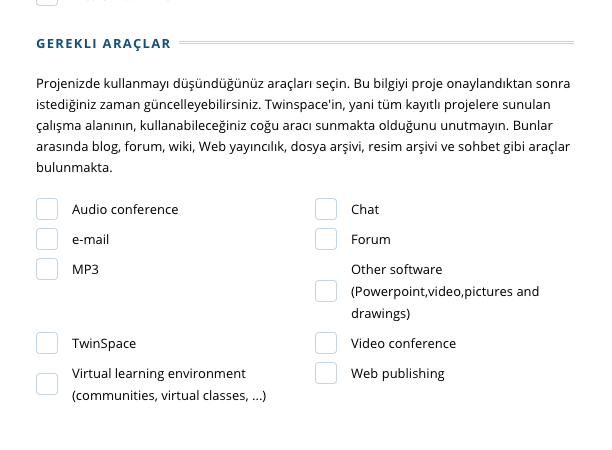 GEREKLI ARAÇLAR
Projenizde kullanmayı düşündüğünüz araçları seçin. Bu bilgiyi proje onaylandıktan sonra
istediğiniz zaman güncelleyebilirsiniz. Twinspace'in, yani tüm kayıtlı projelere sunulan
çalışma alanının, kullanabileceğiniz çoğu aracı sunmakta olduğunu unutmayın. Bunlar
arasında blog, forum, wiki, Web yayıncılık, dosya arşivi, resim arşivi ve sohbet gibi araçlar
bulunmakta.
Audio conference
Chat
e-mail
Forum
MP3
Other software
(Powerpoint,video,pictures and
drawings)
TwinSpace
Video conference
Virtual learning environment
(communities, virtual classes, ...)
Web publishing